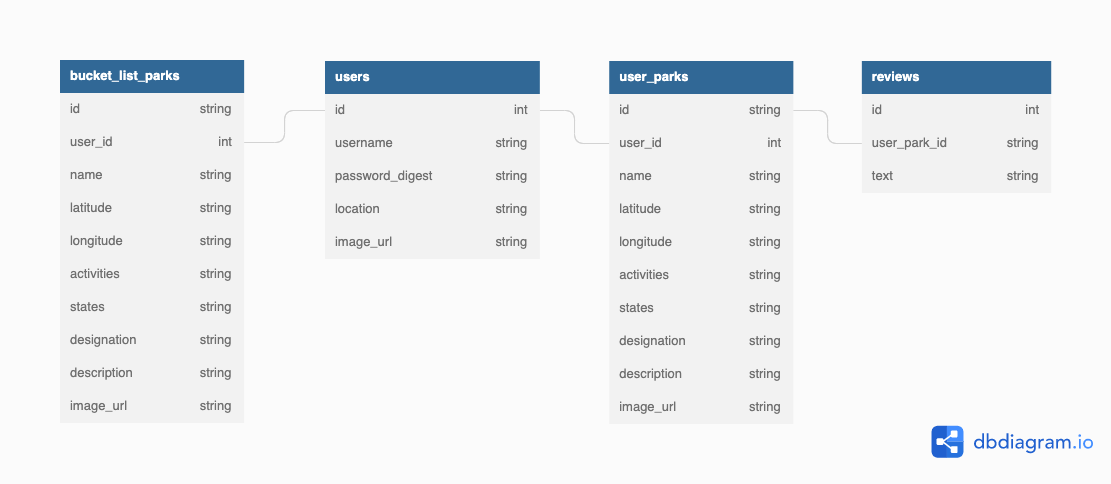 bucket_list_parks
id string
user_id int
name string
latitude string
longitude string
activities string
states string
designation string
description string
image_url string
users
id int
username string
password_digest string
location string
image_url string
user_parks
id string
user_id int
name string
latitude string
longitude string
activities string
states string
designation string
description string
image_url string
reviews
id int
user_park_id string
text string
dbdiagram.io